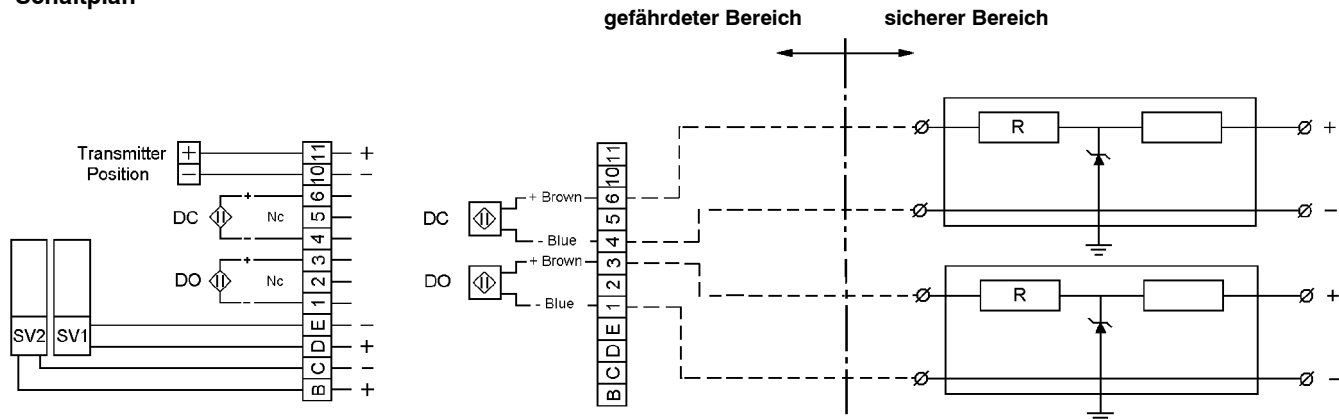 Schaltplan
gefährdeter Bereich sicherer Bereich
Transmitter + 11 +
Position − 10 −
DC + 6
Nc 5
- 4
DO + 3
Nc 2
- 1
SV2 SV1 E −
D +
C −
B +
11
10
DC + Brown 6
5
- Blue 4
DO + Brown 3
2
- Blue 1
E
D
C
B
R +
−
R +
−